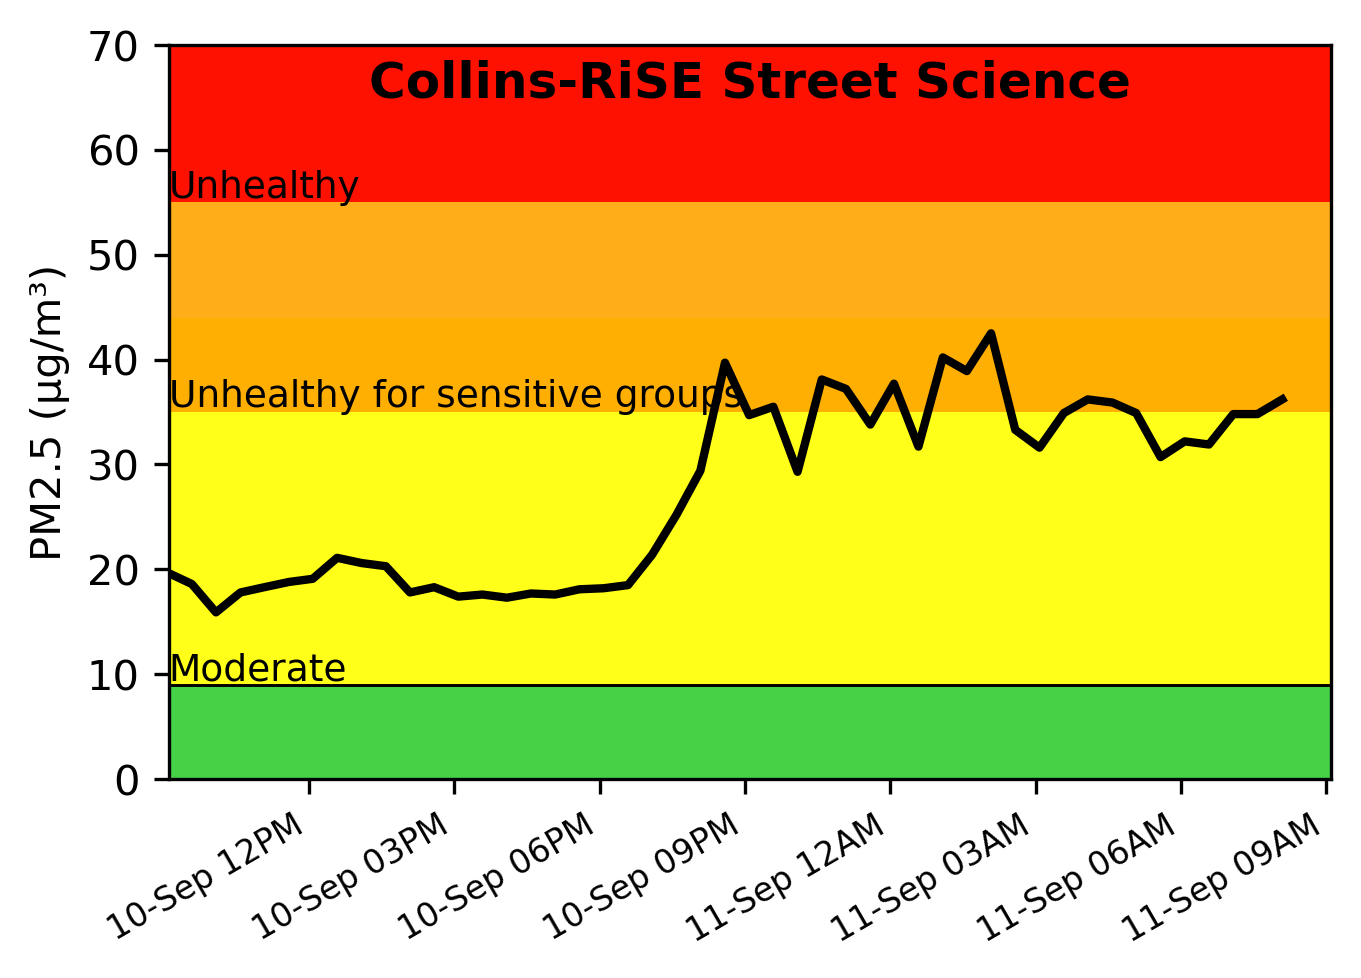 Collins-RiSE Street Science
70
60
50
40
30
20
10
0
PM2.5 (µg/m³)
Unhealthy
Unhealthy for sensitive groups
Moderate
10-Sep 12PM
10-Sep 03PM
10-Sep 06PM
10-Sep 09PM
11-Sep 12AM
11-Sep 03AM
11-Sep 06AM
11-Sep 09AM